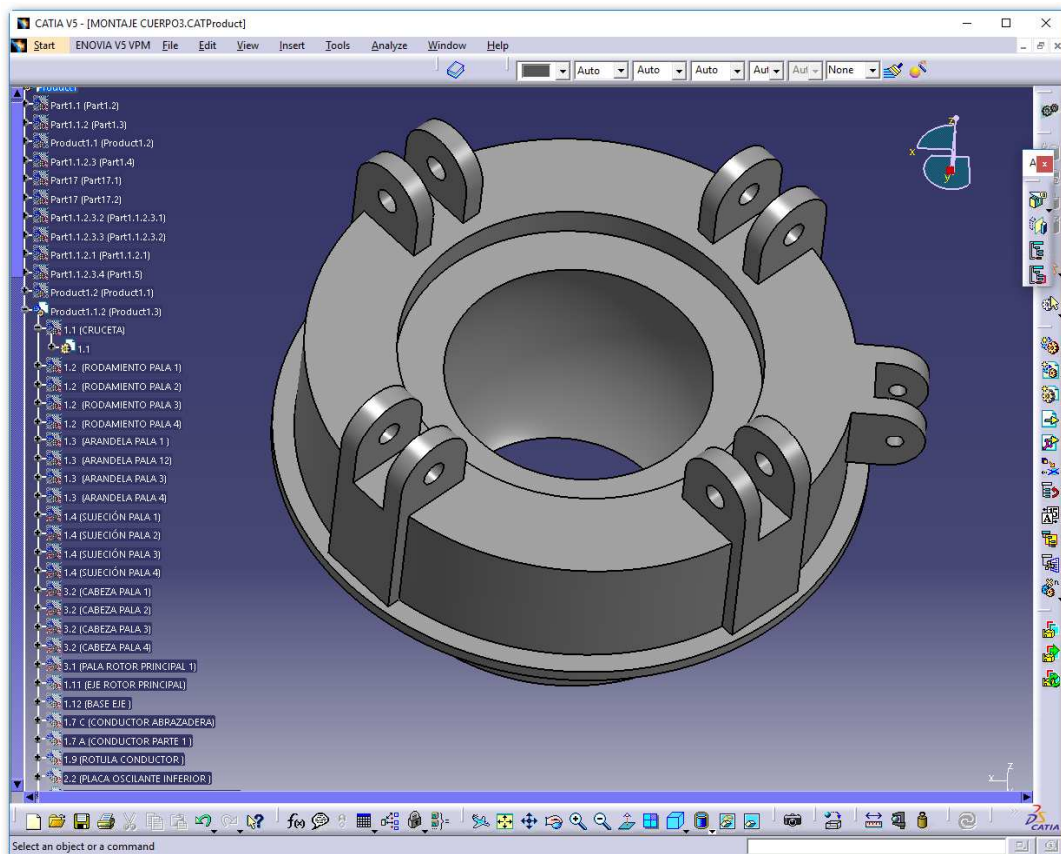 CATIA V5 - [MONTAJE CUERPO3.CATProduct]
Start ENOVIA V5 VPM File Edit View Insert Tools Analyze Window Help
Auto Auto Auto Aut Aut None
Product1
Part1.1 (Part1.2)
Part1.1.2 (Part1.3)
Product1.1 (Product1.2)
Part1.1.2.3 (Part1.4)
Part17 (Part17.1)
Part17 (Part17.2)
Part1.1.2.3.2 (Part1.1.2.3.1)
Part1.1.2.3.3 (Part1.1.2.3.2)
Part1.1.2.1 (Part1.1.2.1)
Part1.1.2.3.4 (Part1.5)
Product1.2 (Product1.1)
Product1.1.2 (Product1.3)
1.1 (CRUCETA)
1.1
1.2 (RODAMIENTO PALA 1)
1.2 (RODAMIENTO PALA 2)
1.2 (RODAMIENTO PALA 3)
1.2 (RODAMIENTO PALA 4)
1.3 (ARANDELA PALA 1 )
1.3 (ARANDELA PALA 12)
1.3 (ARANDELA PALA 3)
1.3 (ARANDELA PALA 4)
1.4 (SUJECIÓN PALA 1)
1.4 (SUJECIÓN PALA 2)
1.4 (SUJECIÓN PALA 3)
1.4 (SUJECIÓN PALA 4)
3.2 (CABEZA PALA 1)
3.2 (CABEZA PALA 2)
3.2 (CABEZA PALA 3)
3.2 (CABEZA PALA 4)
3.1 (PALA ROTOR PRINCIPAL 1)
1.11 (EJE ROTOR PRINCIPAL)
1.12 (BASE EJE )
1.7 C (CONDUCTOR ABRAZADERA)
1.7 A (CONDUCTOR PARTE 1 )
1.9 (ROTULA CONDUCTOR )
2.2 (PLACA OSCILANTE INFERIOR )
z
x
y
A...
z
x
f(x)
CATIA
Select an object or a command